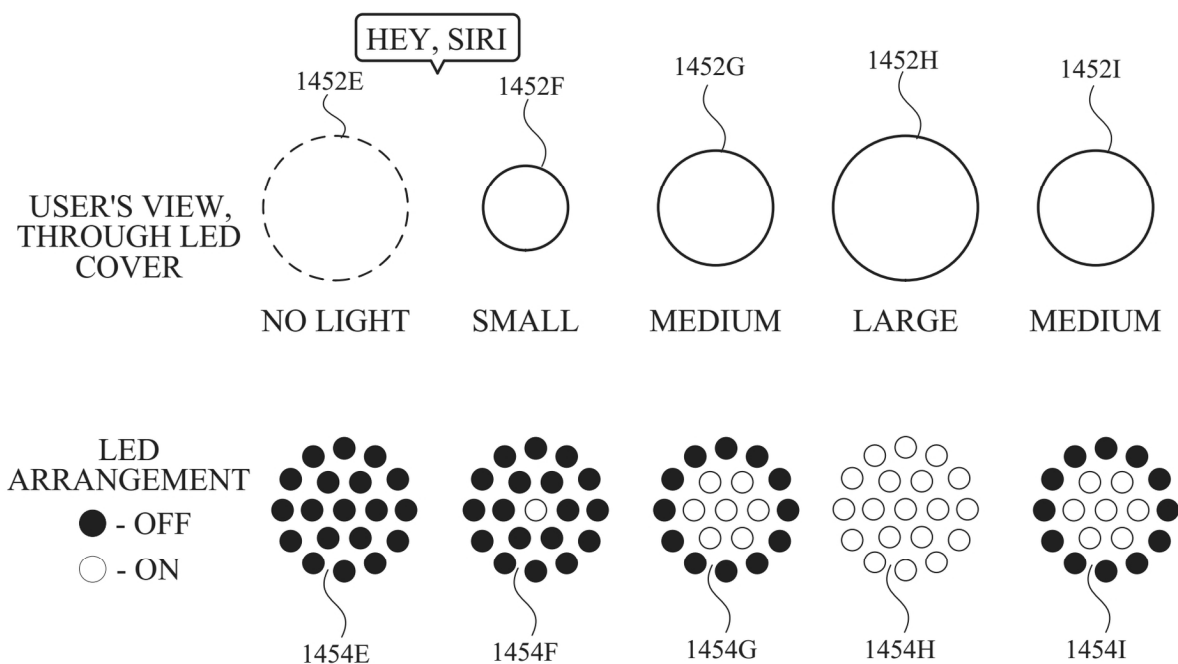 HEY, SIRI
1452E
1452F
1452G
1452H
1452I
USER'S VIEW,
THROUGH LED
COVER
NO LIGHT
SMALL
MEDIUM
LARGE
MEDIUM
LED
ARRANGEMENT
- OFF
- ON
1454E
1454F
1454G
1454H
1454I